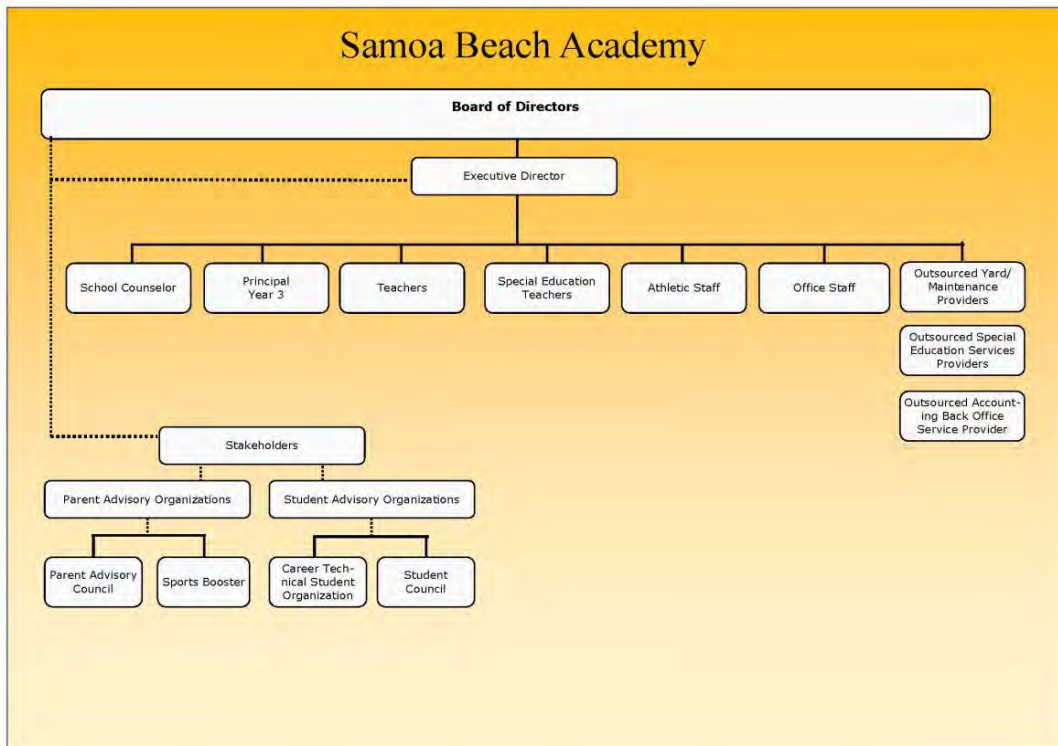 Samoa Beach Academy
Board of Directors
Executive Director
School Counselor
Principal
Year 3
Teachers
Special Education
Teachers
Athletic Staff
Office Staff
Outsourced Yard/
Maintenance
Providers
Outsourced Special
Education Services
Providers
Outsourced Account-
ing Back Office
Service Provider
Stakeholders
Parent Advisory Organizations
Student Advisory Organizations
Parent Advisory
Council
Sports Booster
Career Tech-
nical Student
Organization
Student
Council